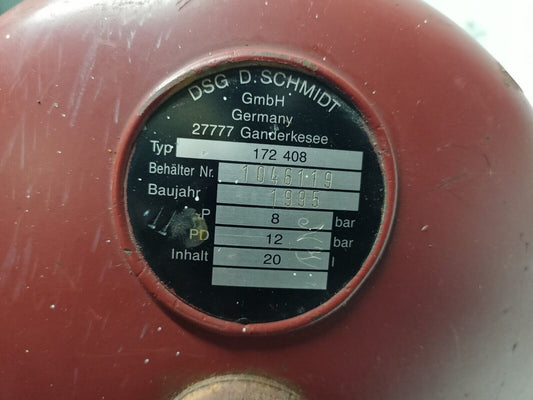 DSG D. SCHMIDT
GmbH
Germany
27777 Ganderkesee
Typ 172 408
Behälter Nr. 1046119
Baujahr 1995
P 8 bar
PD 12 bar
Inhalt 20 l